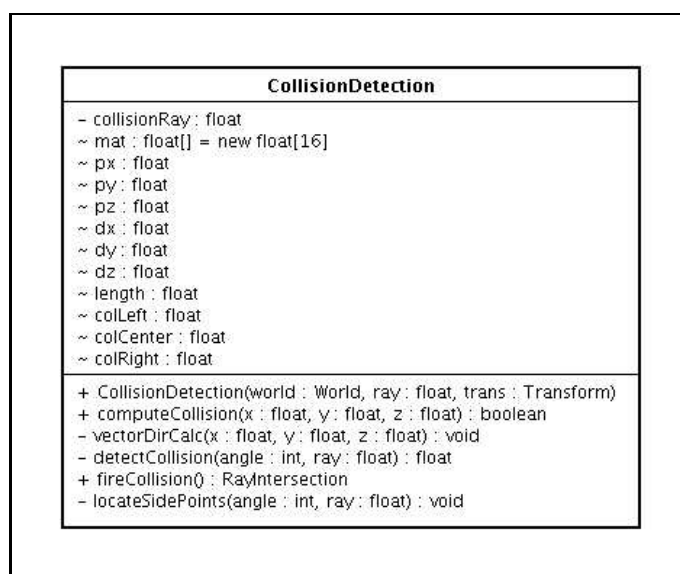 CollisionDetection
- collisionRay : float
~ mat : float[] = new float[16]
~ px : float
~ py : float
~ pz : float
~ dx : float
~ dy : float
~ dz : float
~ length : float
~ colLeft : float
~ colCenter : float
~ colRight : float
+ CollisionDetection(world : World, ray : float, trans : Transform)
+ computeCollision(x : float, y : float, z : float) : boolean
- vectorDirCalc(x : float, y : float, z : float) : void
- detectCollision(angle : int, ray : float) : float
+ fireCollision() : RayIntersection
- locateSidePoints(angle : int, ray : float) : void